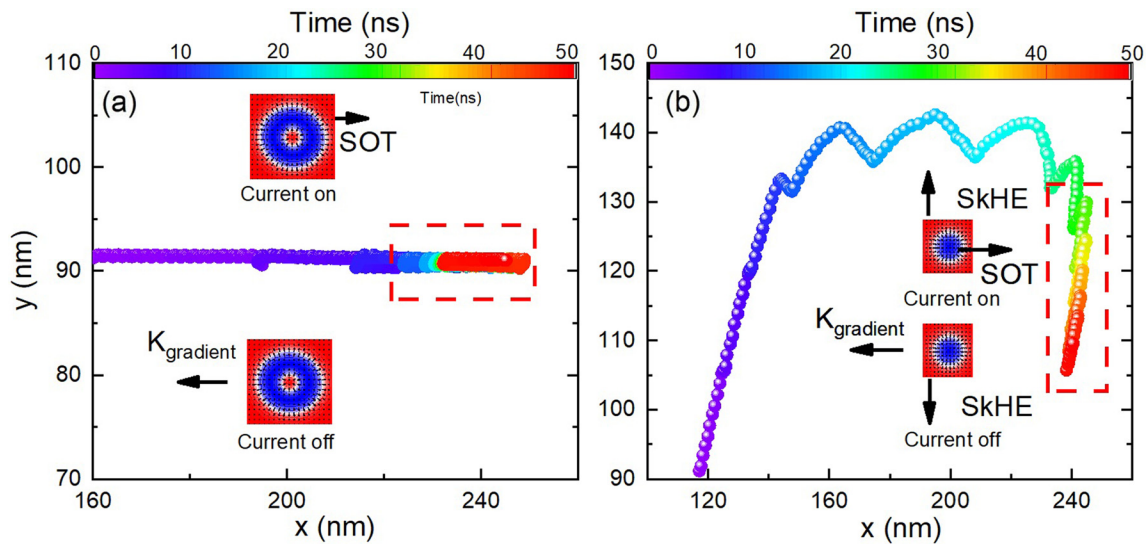 Time (ns)
0 10 20 30 40 50
(a)
Time(ns)
SOT
Current on
K gradient
Current off
110
100
90
80
70
y (nm)
160 200 240
x (nm)
Time (ns)
0 10 20 30 40 50
(b)
SkHE
SOT
Current on
K gradient
SkHE
Current off
150
140
130
120
110
100
90
120 160 200 240
x (nm)